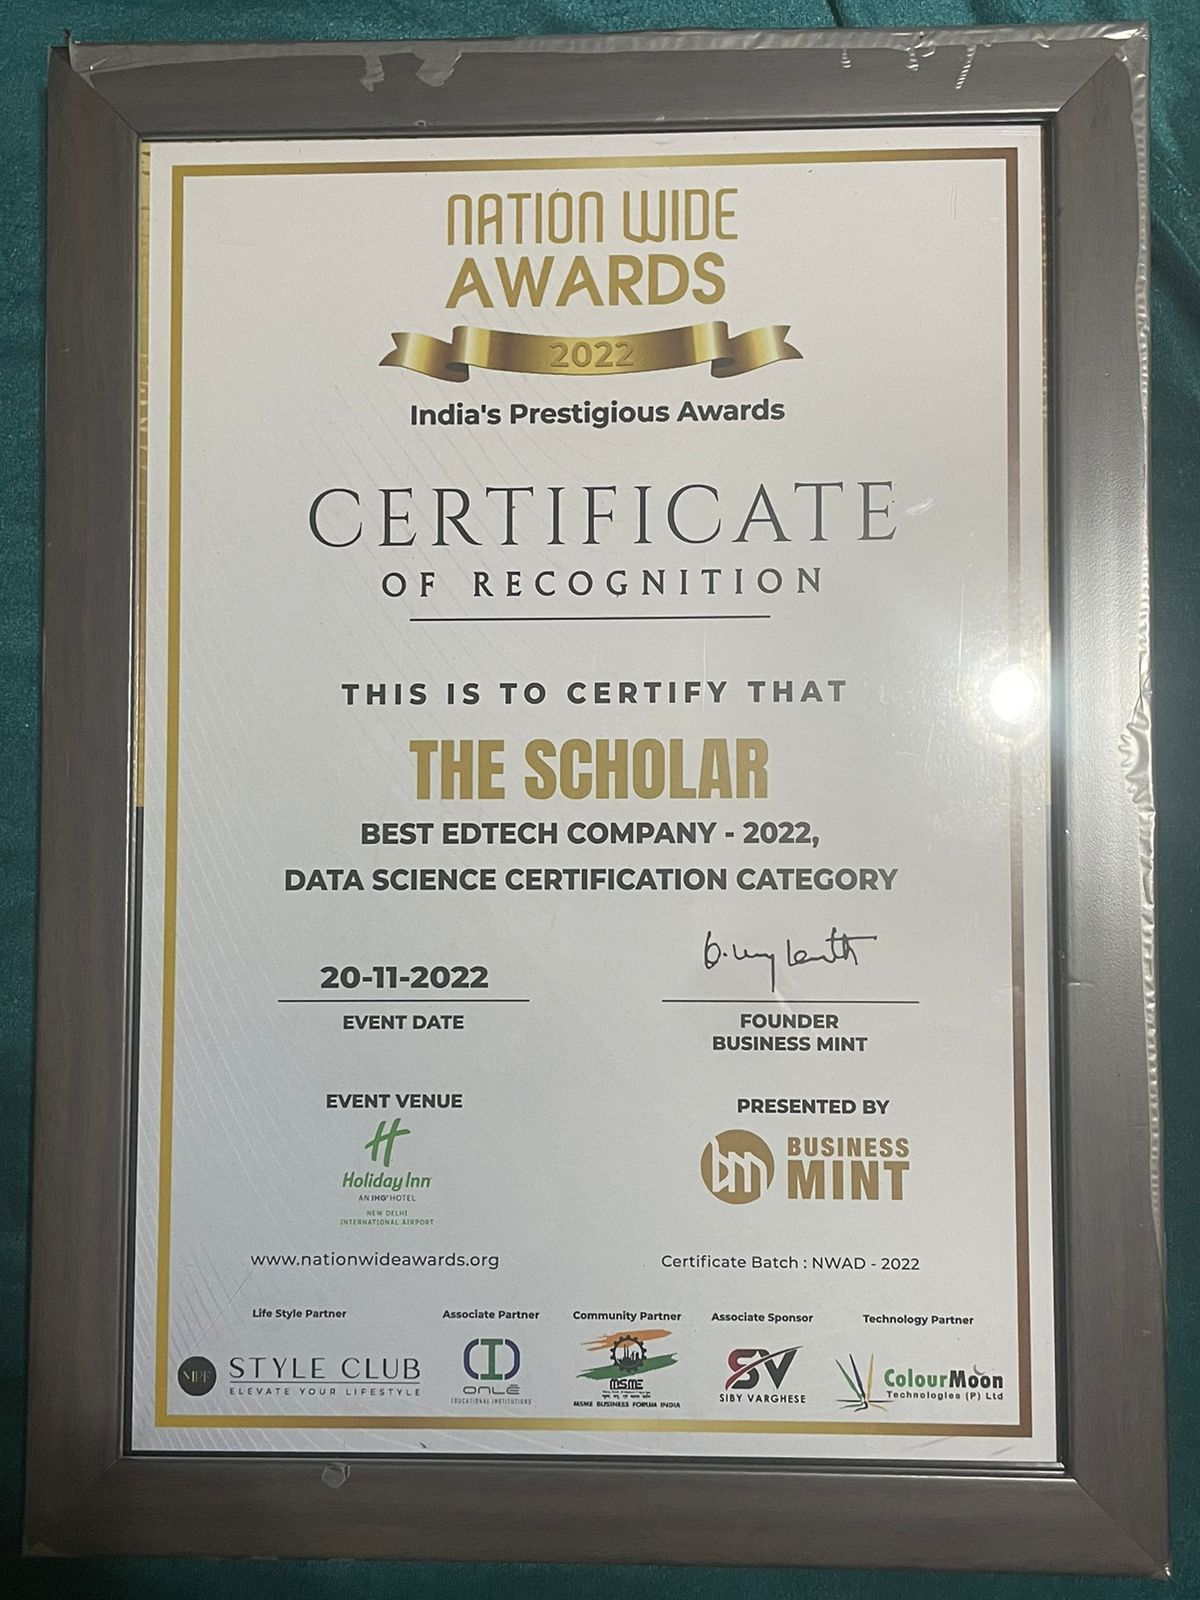 NATION WIDE
AWARDS
2022
India's Prestigious Awards
CERTIFICATE
OF RECOGNITION
THIS IS TO CERTIFY THAT
THE SCHOLAR
BEST EDTECH COMPANY - 2022,
DATA SCIENCE CERTIFICATION CATEGORY
20-11-2022
EVENT DATE
FOUNDER
BUSINESS MINT
EVENT VENUE
H
Holiday Inn
AN IHG® HOTEL
NEW DELHI
INTERNATIONAL AIRPORT
PRESENTED BY
bm
BUSINESS
MINT
www.nationwideawards.org
Certificate Batch : NWAD - 2022
Life Style Partner
STYLE CLUB
ELEVATE YOUR LIFESTYLE
Associate Partner
ONLE
EDUCATIONAL INSTITUTIONS
Community Partner
MSME
MSME BUSINESS FORUM INDIA
Associate Sponsor
SV
SIBY VARGHESE
Technology Partner
ColourMoon
Technologies (P) Ltd